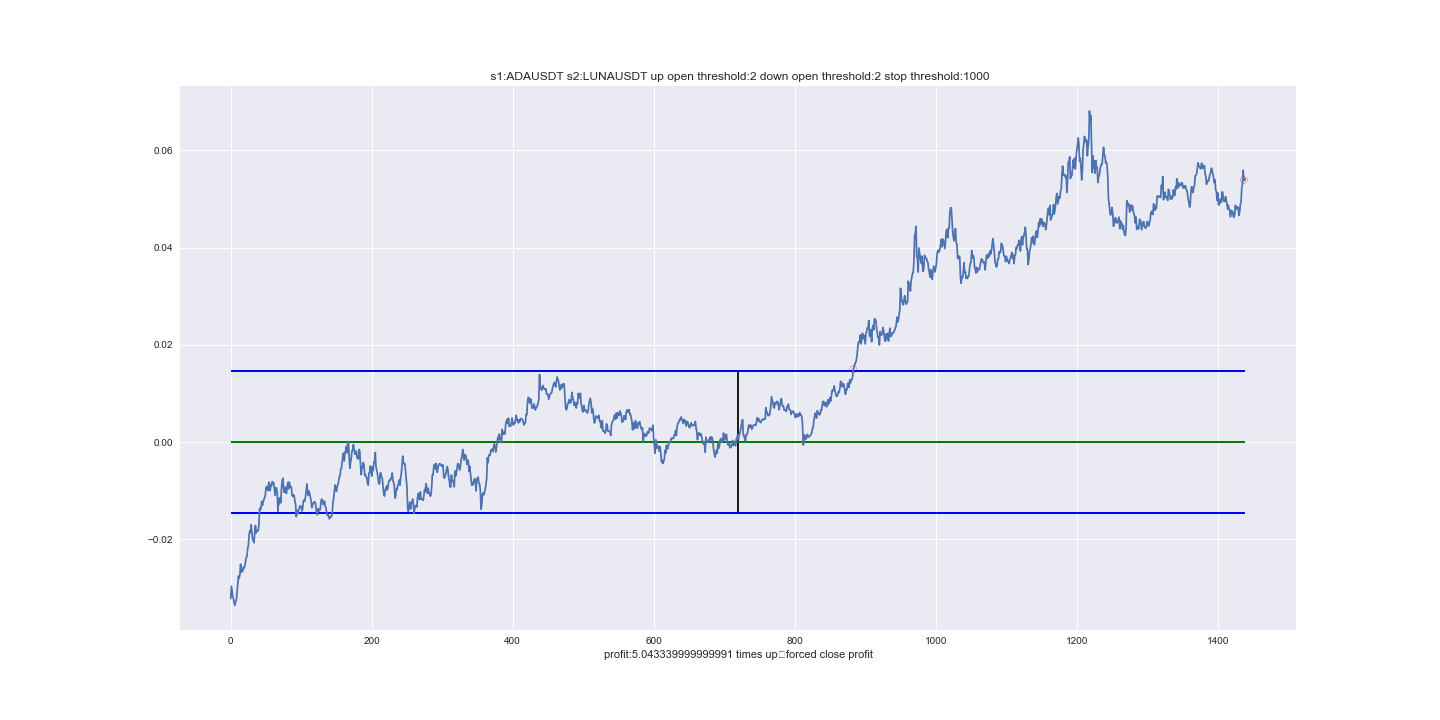 s1:ADAUSDT s2:LUNAUSDT up open threshold:2 down open threshold:2 stop threshold:1000
0.06
0.04
0.02
0.00
−0.02
0 200 400 600 800 1000 1200 1400
profit:5.043339999999991 times up▯forced close profit